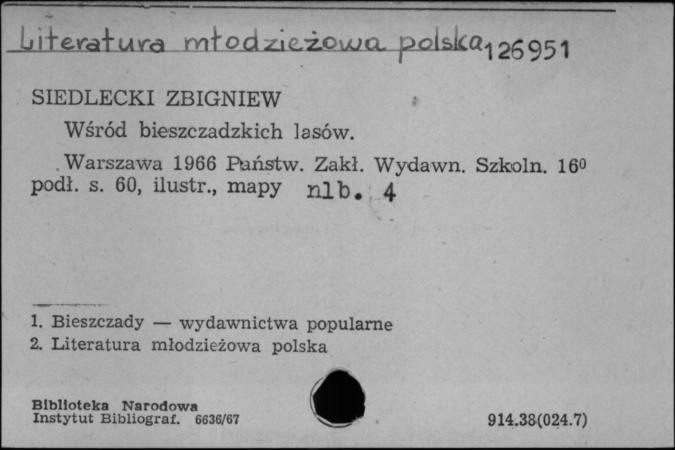 Literatura młodzieżowa polska 126951
SIEDLECKI ZBIGNIEW
Wśród bieszczadzkich lasów.
Warszawa 1966 Państw. Zakł. Wydawn. Szkoln. 16⁰
podł. s. 60, ilustr., mapy nlb. 4
1. Bieszczady — wydawnictwa popularne
2. Literatura młodzieżowa polska
Biblioteka Narodowa
Instytut Bibliograf. 6636/67
914.38(024.7)